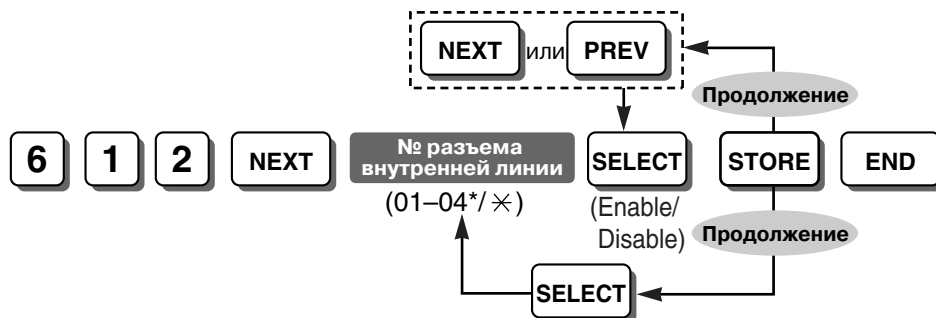 NEXT или PREV
Продолжение
6 1 2 NEXT № разъема внутренней линии SELECT STORE END
(01–04*/✳)
(Enable/
Disable)
Продолжение
SELECT